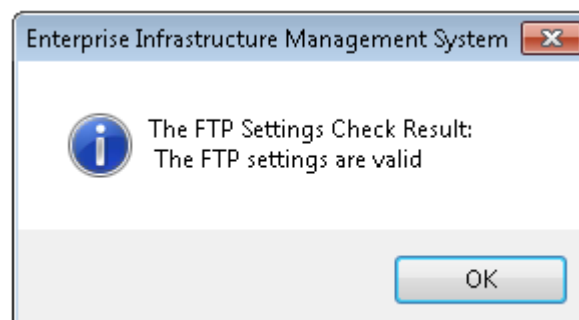 Enterprise Infrastructure Management System
The FTP Settings Check Result:
The FTP settings are valid
OK